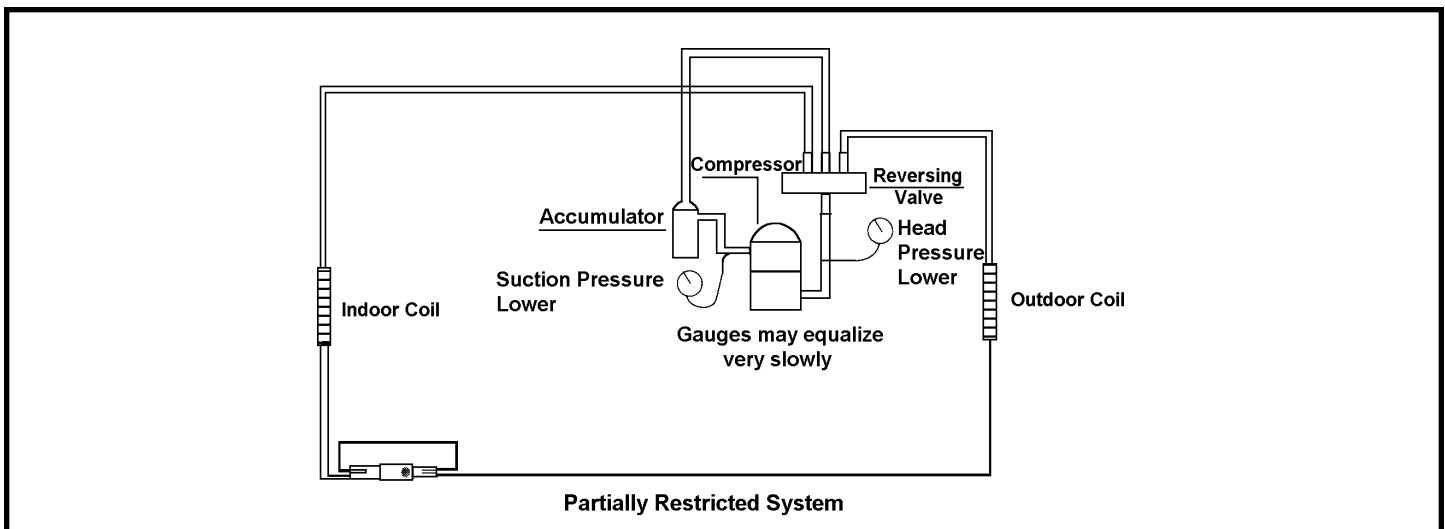 Compressor
Reversing
Valve
Accumulator
Head
Pressure
Lower
Suction Pressure
Lower
Indoor Coil
Outdoor Coil
Gauges may equalize
very slowly
Partially Restricted System